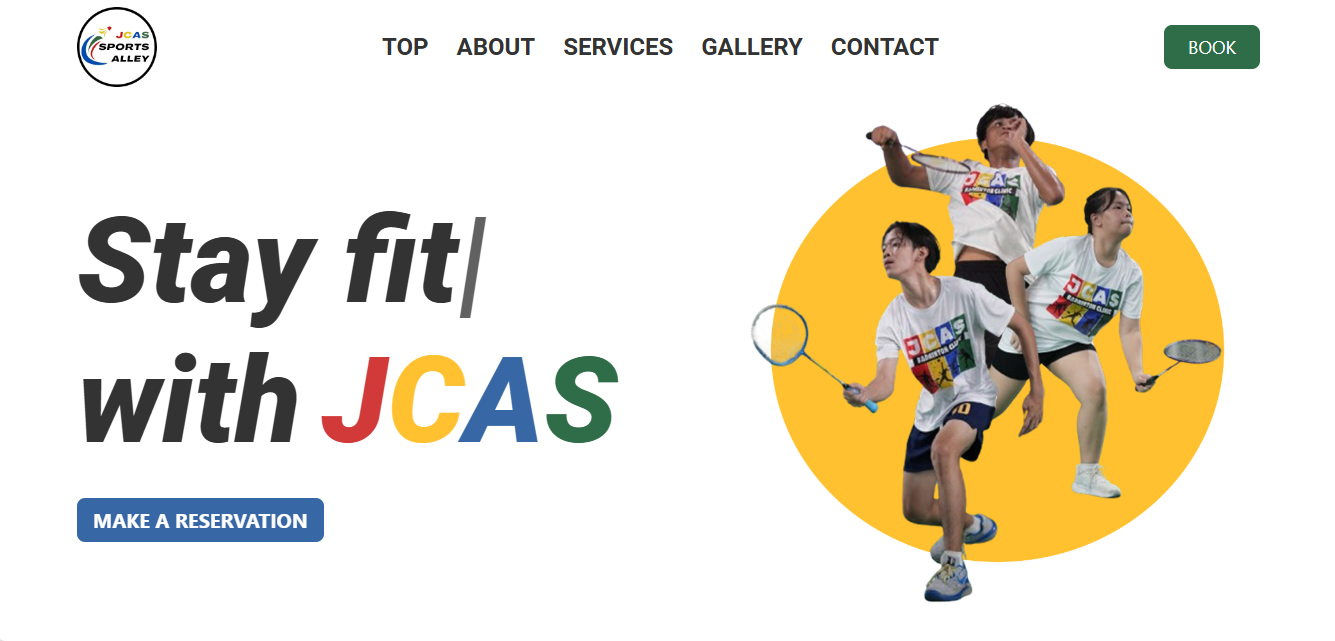 JCAS
SPORTS
ALLEY
TOP ABOUT SERVICES GALLERY CONTACT
BOOK
Stay fit|
with JCAS
MAKE A RESERVATION
JCAS
BADMINTON CLINIC
JCAS
BADMINTON CLINIC
JCAS
BADMINTON CLINIC
10